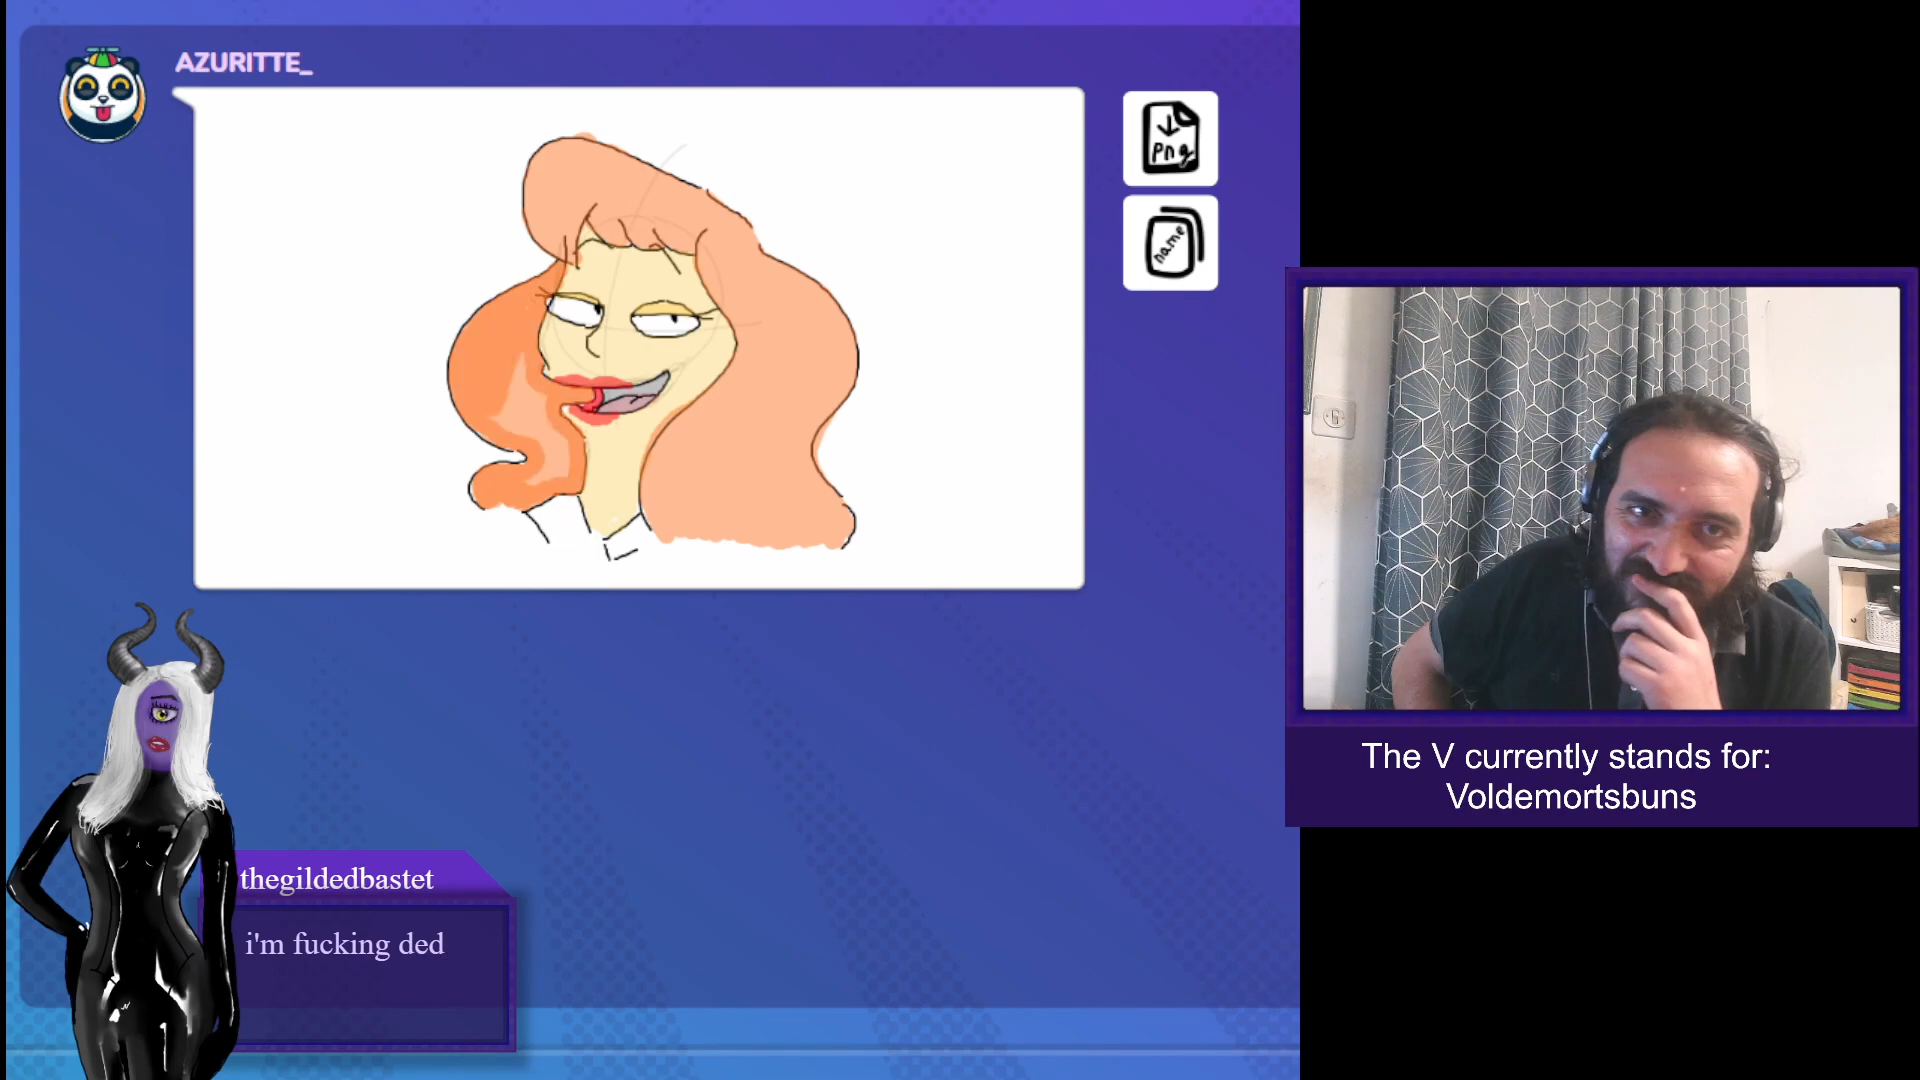 AZURITTE_
png
name
The V currently stands for:
Voldemortsbuns
thegildedbastet
i'm fucking ded